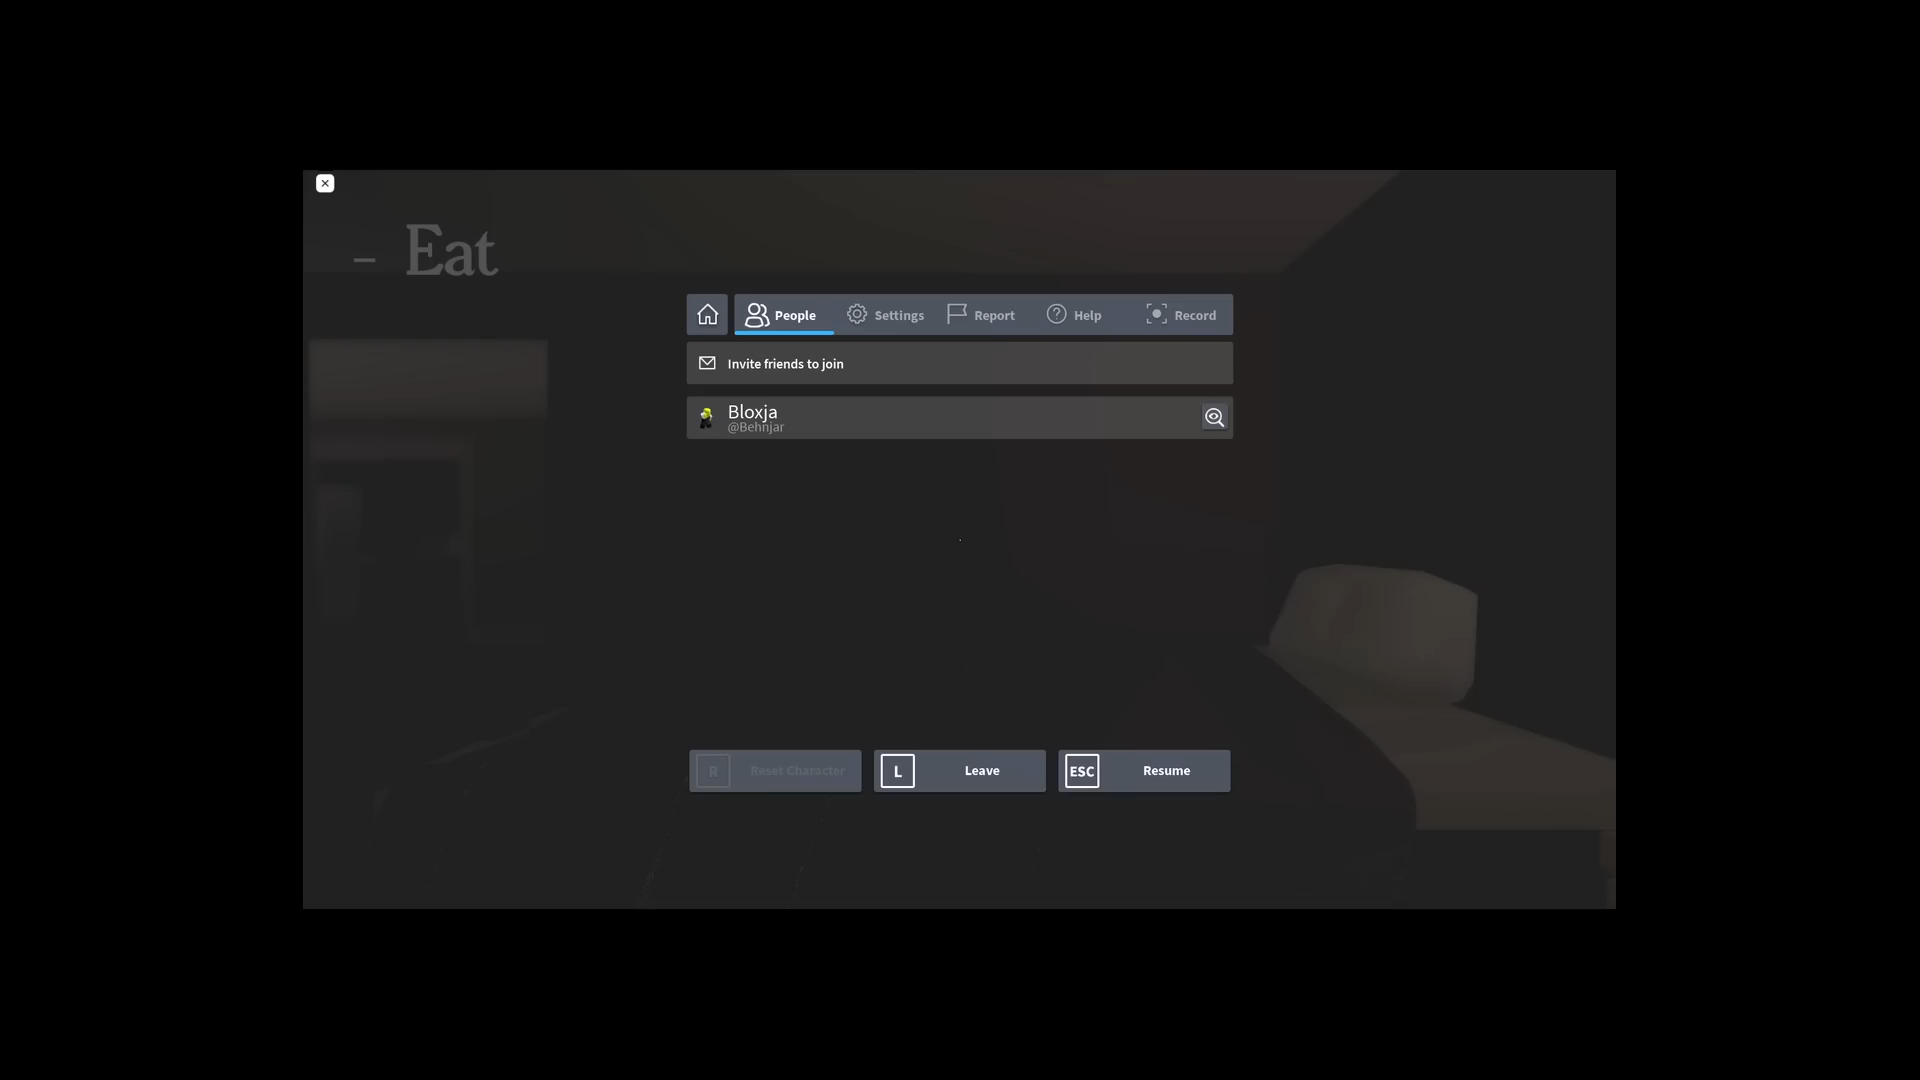 – Eat
People Settings Report Help Record
Invite friends to join
Bloxja
@Behnjar
R Reset Character L Leave ESC Resume